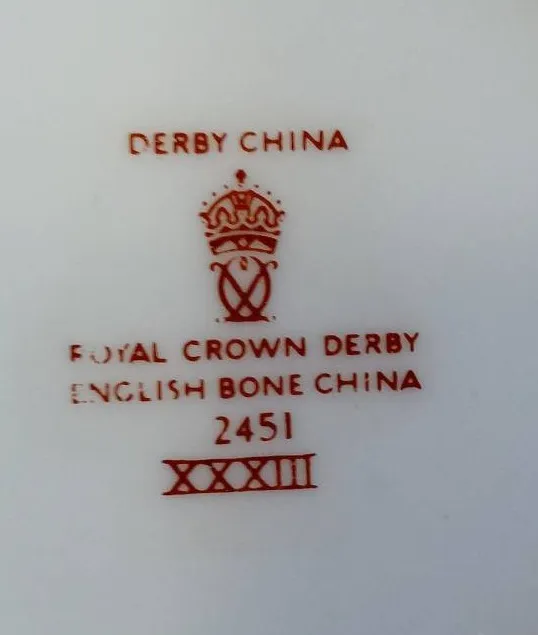 DERBY CHINA
ROYAL CROWN DERBY
ENGLISH BONE CHINA
2451
XXXIII